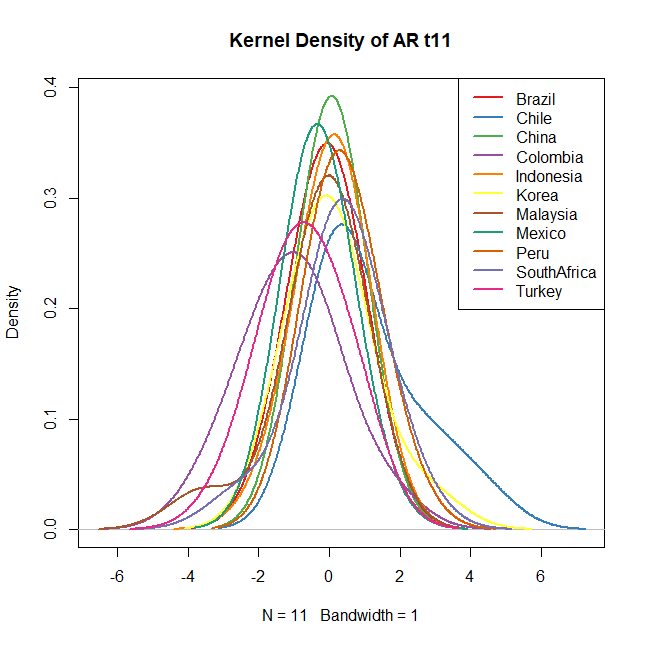 Kernel Density of AR t11
Density
0.4
0.3
0.2
0.1
0.0
Brazil
Chile
China
Colombia
Indonesia
Korea
Malaysia
Mexico
Peru
SouthAfrica
Turkey
-6 -4 -2 0 2 4 6
N = 11 Bandwidth = 1